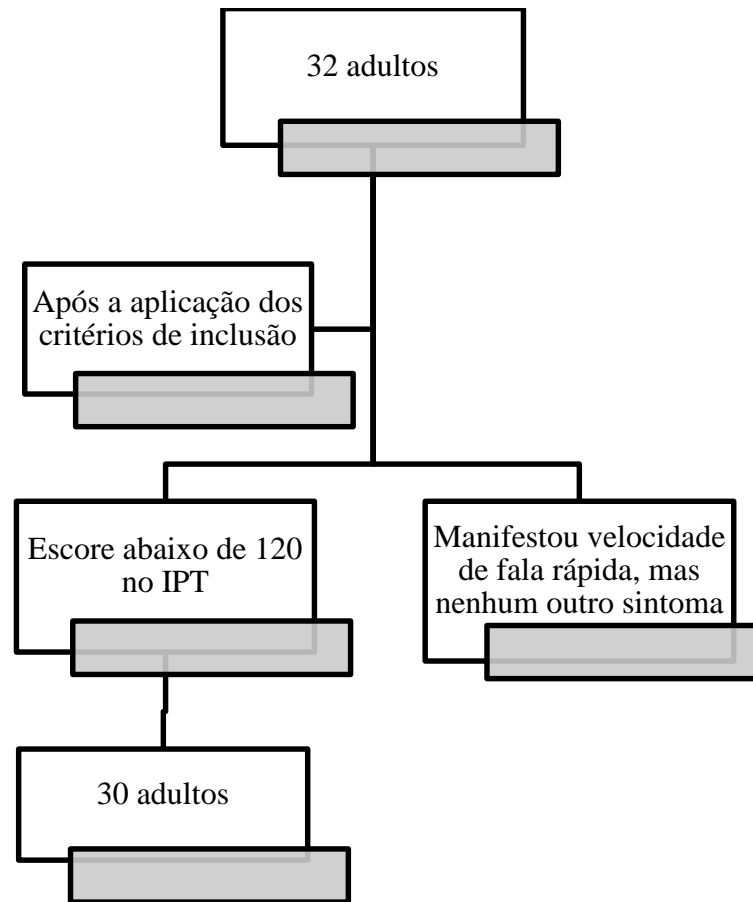 32 adultos
Após a aplicação dos
critérios de inclusão
Escore abaixo de 120
no IPT
Manifestou velocidade
de fala rápida, mas
nenhum outro sintoma
30 adultos